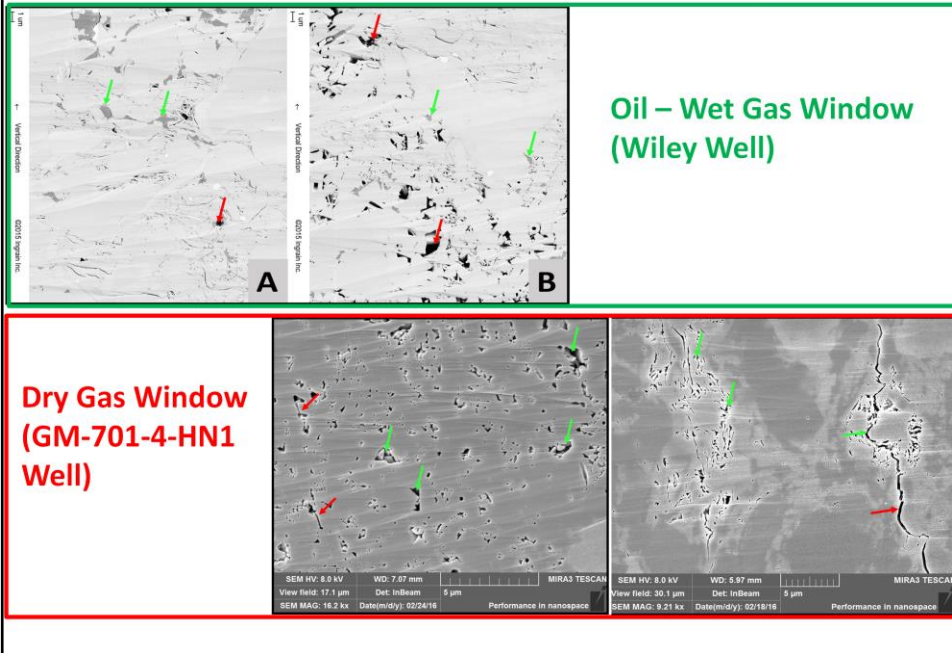 1 um
↑ Vertical Direction
©2015 Ingrain Inc.
A
1 um
↑ Vertical Direction
©2015 Ingrain Inc.
B
Oil – Wet Gas Window
(Wiley Well)
Dry Gas Window
(GM-701-4-HN1
Well)
SEM HV: 8.0 kV WD: 7.07 mm MIRA3 TESCAN
View field: 17.1 µm Det: InBeam 5 µm
SEM MAG: 16.2 kx Date(m/d/y): 02/24/16 Performance in nanospace
SEM HV: 8.0 kV WD: 5.97 mm MIRA3 TESCAN
View field: 30.1 µm Det: InBeam 5 µm
SEM MAG: 9.21 kx Date(m/d/y): 02/18/16 Performance in nanospace